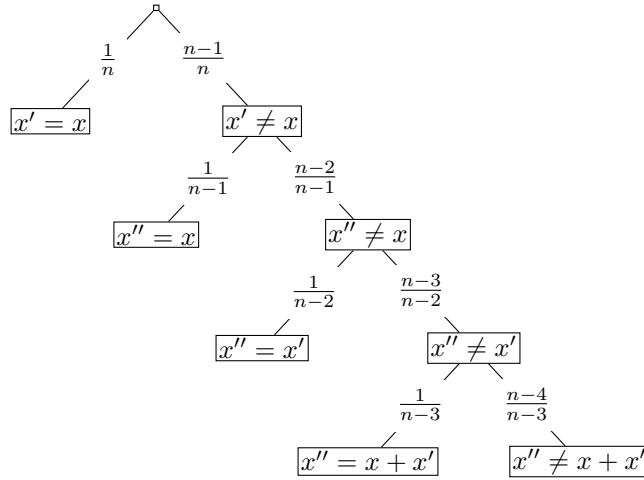 1/n n−1/n
x′ = x x′ ≠ x
1/n−1 n−2/n−1
x″ = x x″ ≠ x
1/n−2 n−3/n−2
x″ = x′ x″ ≠ x′
1/n−3 n−4/n−3
x″ = x + x′ x″ ≠ x + x′